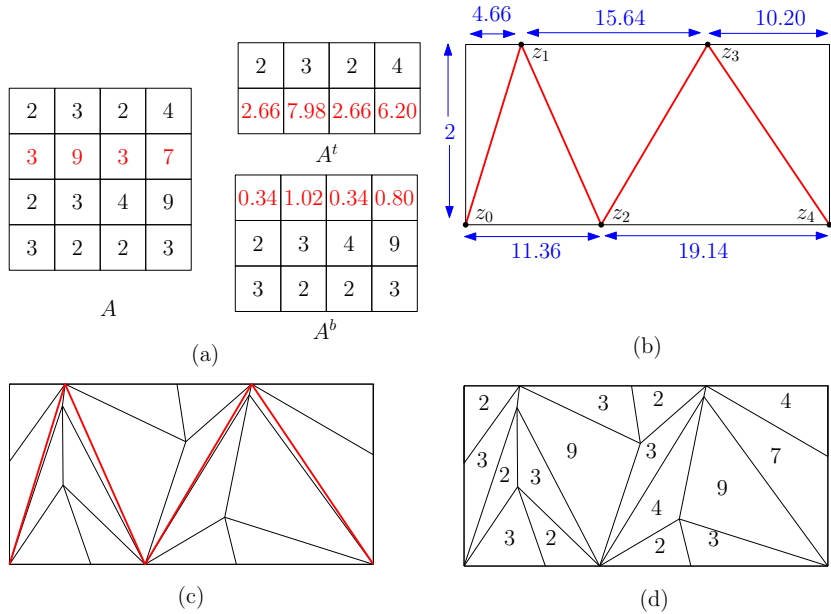 2 3 2 4
3 9 3 7
2 3 4 9
3 2 2 3
A
2 3 2 4
2.66 7.98 2.66 6.20
A^t
0.34 1.02 0.34 0.80
2 3 4 9
3 2 2 3
A^b
(a)
4.66 15.64 10.20
z_1 z_3
2
z_0 z_2 z_4
11.36 19.14
(b)
(c)
2 3 2 4
3 2 3 9 3 7
4 9
3 2 2 3
(d)